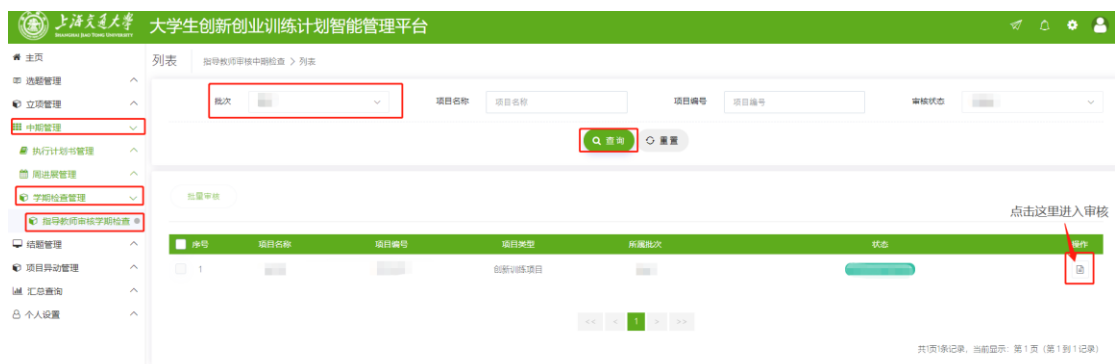 上海交通大学 大学生创新创业训练计划智能管理平台
SHANGHAI JIAO TONG UNIVERSITY
主页
选题管理
立项管理
中期管理
执行计划书管理
周进展管理
学期检查管理
指导教师审核学期检查
结题管理
项目异动管理
汇总查询
个人设置
列表 指导教师审核中期检查 > 列表
批次 项目名称 项目名称 项目编号 项目编号 审核状态
查询 重置
批量审核
点击这里进入审核
序号 项目名称 项目编号 项目类型 所属批次 状态 操作
1 创新训练项目
<< < 1 > >>
共1页1条记录，当前显示：第1页（第1到1记录）